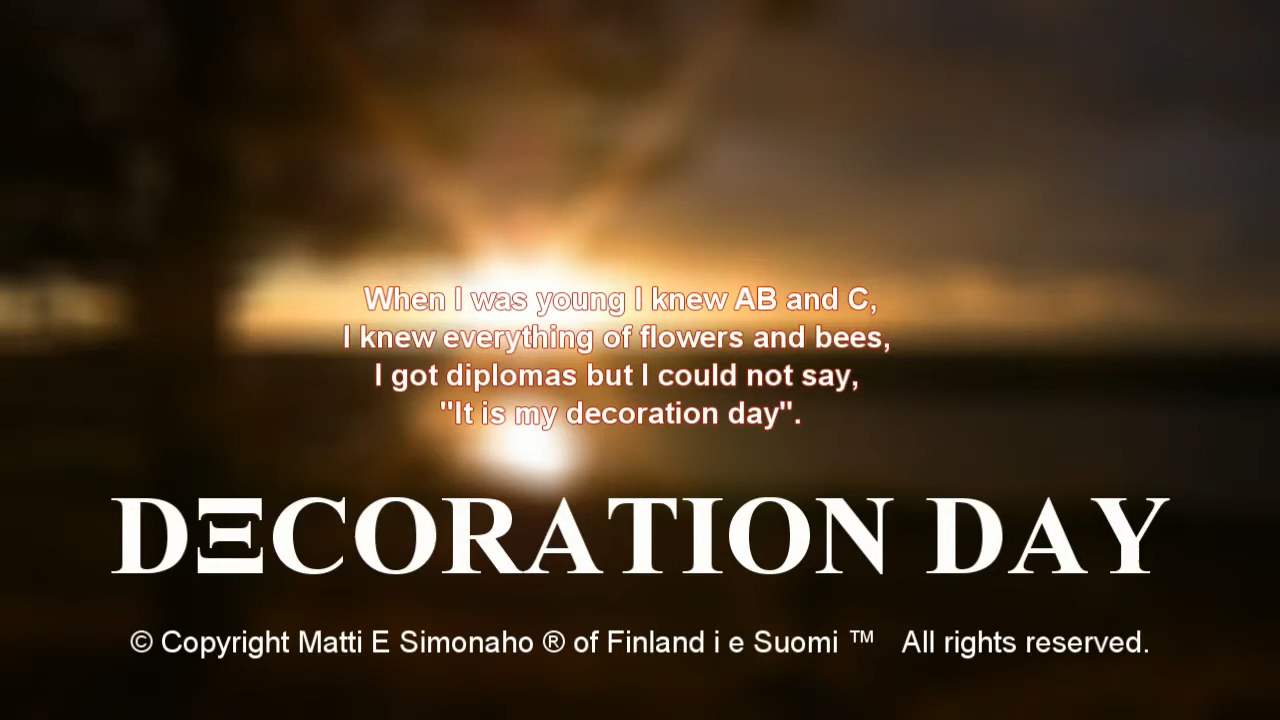 When I was young I knew AB and C,
I knew everything of flowers and bees,
I got diplomas but I could not say,
"It is my decoration day".
DΞCORATION DAY
© Copyright Matti E Simonaho ® of Finland i e Suomi ™ All rights reserved.